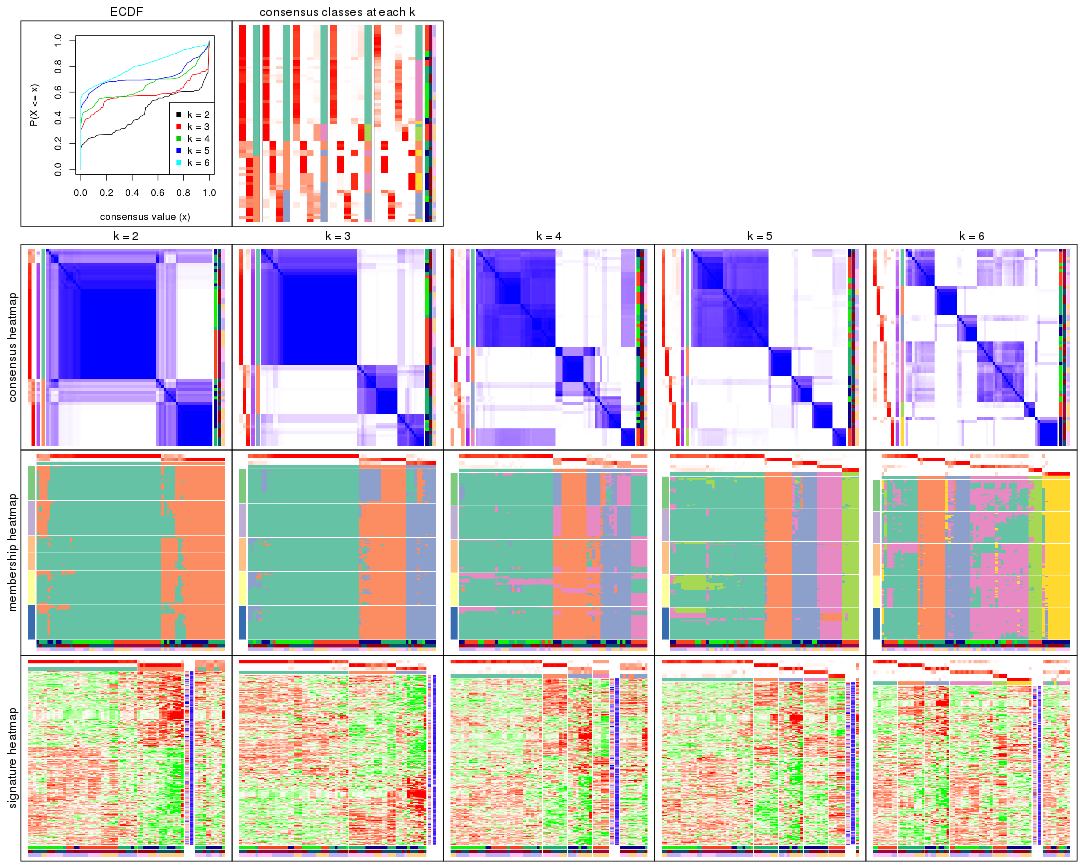 ECDF
consensus classes at each k
P(X <= x)
0.0 0.2 0.4 0.6 0.8 1.0
k = 2
k = 3
k = 4
k = 5
k = 6
0.0 0.2 0.4 0.6 0.8 1.0
consensus value (x)
k = 2
k = 3
k = 4
k = 5
k = 6
consensus heatmap
membership heatmap
signature heatmap